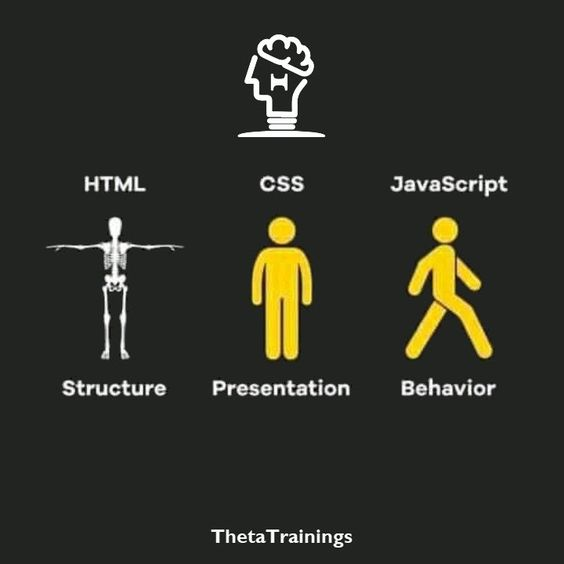 HTML CSS JavaScript
Structure Presentation Behavior
ThetaTrainings